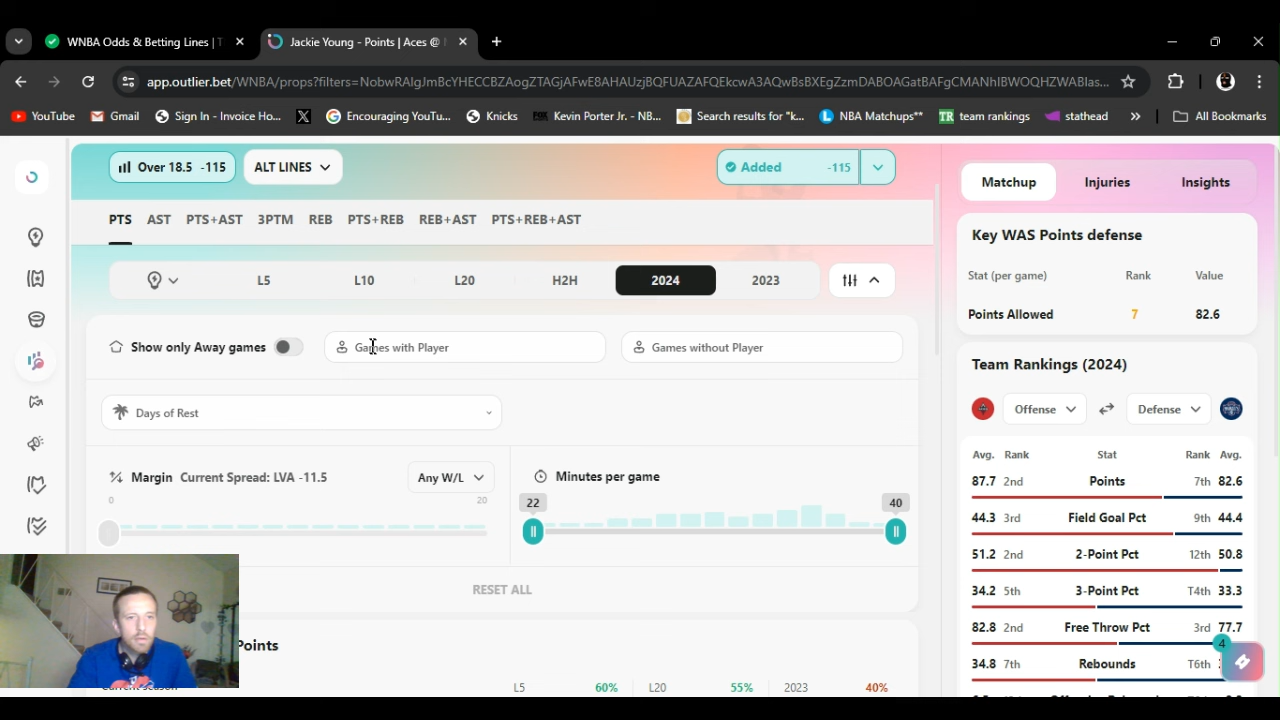 WNBA Odds & Betting Lines | T
Jackie Young - Points | Aces @
app.outlier.bet/WNBA/props?filters=
YouTube
Gmail
Sign In - Invoice Ho...
X
Encouraging YouTu...
Knicks
Kevin Porter Jr. - NB...
Search results for "k...
NBA Matchups**
TR team rankings
stathead
»
All Bookmarks
Over 18.5 -115
ALT LINES
Added -115
PTS AST PTS+AST 3PTM REB PTS+REB REB+AST PTS+REB+AST
L5 L10 L20 H2H 2024 2023
Show only Away games
Games with Player
Games without Player
Days of Rest
Margin Current Spread: LVA -11.5
Any W/L
0 20
Minutes per game
22 40
RESET ALL
Points
L5 60% L20 55% 2023 40%
Matchup Injuries Insights
Key WAS Points defense
Stat (per game) Rank Value
Points Allowed 7 82.6
Team Rankings (2024)
Offense Defense
Avg. Rank Stat Rank Avg.
87.7 2nd Points 7th 82.6
44.3 3rd Field Goal Pct 9th 44.4
51.2 2nd 2-Point Pct 12th 50.8
34.2 5th 3-Point Pct T4th 33.3
82.8 2nd Free Throw Pct 3rd 77.7
4
34.8 7th Rebounds T6th